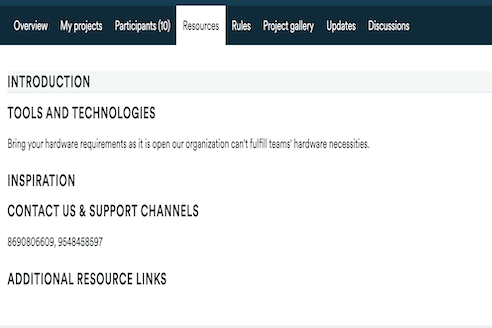 Overview My projects Participants (10) Resources Rules Project gallery Updates Discussions
INTRODUCTION
TOOLS AND TECHNOLOGIES
Bring your hardware requirements as it is open our organization can't fulfill teams' hardware necessities.
INSPIRATION
CONTACT US & SUPPORT CHANNELS
8690806609, 9548458597
ADDITIONAL RESOURCE LINKS